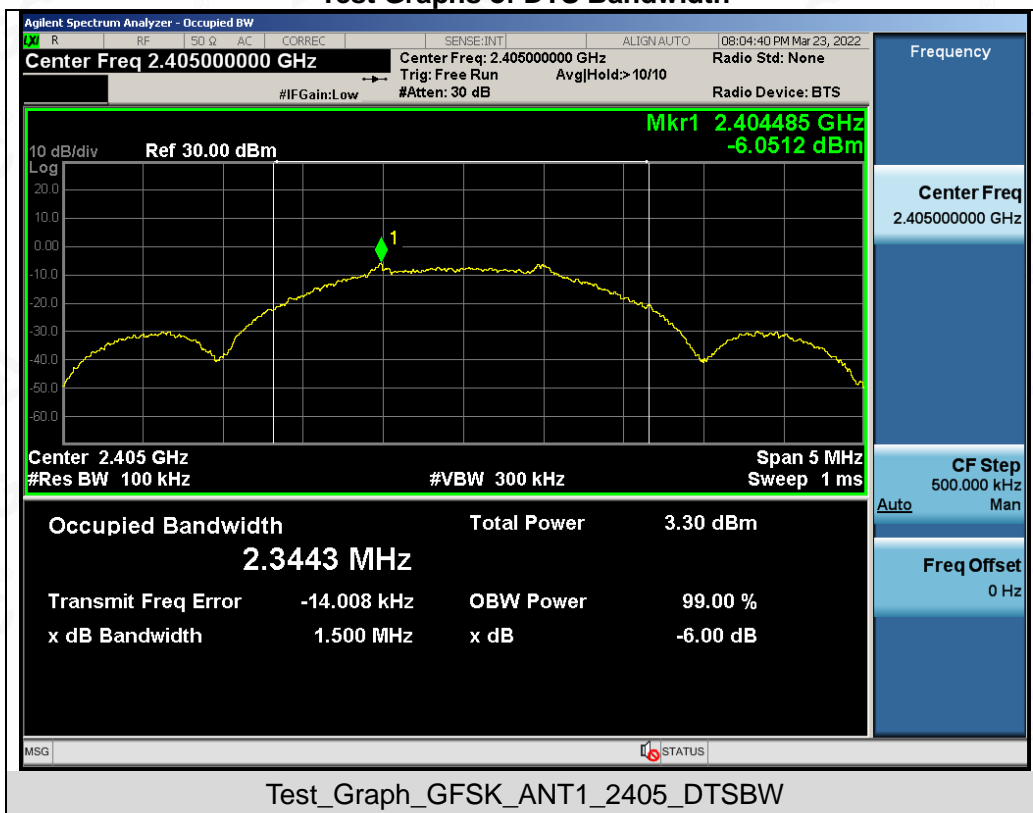 Test Graphs of DTS Bandwidth
Agilent Spectrum Analyzer - Occupied BW
LXI R RF 50 Ω AC CORREC SENSE:INT ALIGN AUTO 08:04:40 PM Mar 23, 2022
Center Freq 2.405000000 GHz
Center Freq: 2.405000000 GHz
Radio Std: None
Trig: Free Run Avg|Hold:> 10/10
#IFGain:Low #Atten: 30 dB Radio Device: BTS
Mkr1 2.404485 GHz
-6.0512 dBm
10 dB/div Ref 30.00 dBm
Log
20.0
10.0
0.00
-10.0
-20.0
-30.0
-40.0
-50.0
-60.0
1
Center 2.405 GHz Span 5 MHz
#Res BW 100 kHz #VBW 300 kHz Sweep 1 ms
Occupied Bandwidth Total Power 3.30 dBm
2.3443 MHz
Transmit Freq Error -14.008 kHz OBW Power 99.00 %
x dB Bandwidth 1.500 MHz x dB -6.00 dB
Frequency
Center Freq
2.405000000 GHz
CF Step
500.000 kHz
Auto Man
Freq Offset
0 Hz
MSG STATUS
Test_Graph_GFSK_ANT1_2405_DTSBW